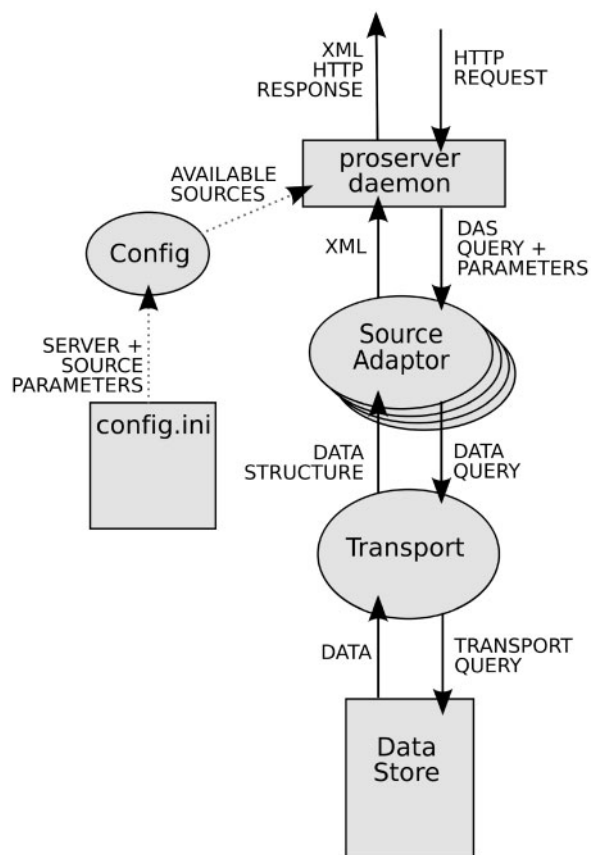 XML
HTTP
RESPONSE
HTTP
REQUEST
proserver
daemon
AVAILABLE
SOURCES
Config
XML
DAS
QUERY +
PARAMETERS
SERVER +
SOURCE
PARAMETERS
Source
Adaptor
config.ini
DATA
STRUCTURE
DATA
QUERY
Transport
DATA
TRANSPORT
QUERY
Data
Store